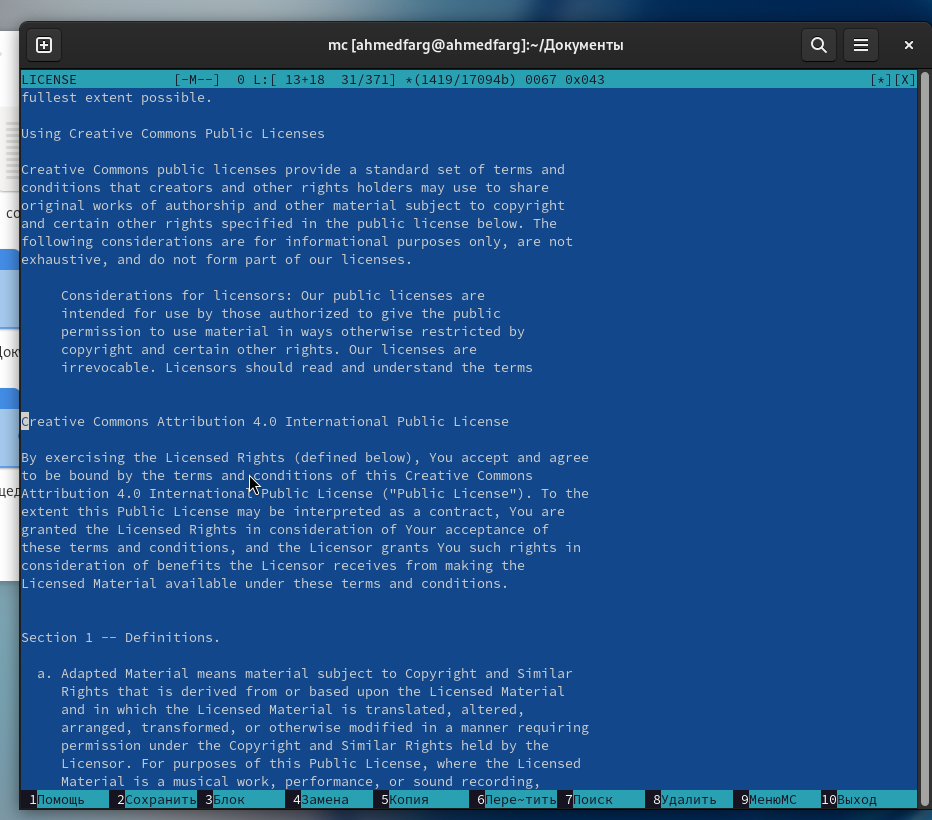 mc [ahmedfarg@ahmedfarg]:~/Документы
LICENSE [-M--] 0 L:[ 13+18 31/371] *(1419/17094b) 0067 0x043 [*][X]
fullest extent possible.
Using Creative Commons Public Licenses
Creative Commons public licenses provide a standard set of terms and
conditions that creators and other rights holders may use to share
original works of authorship and other material subject to copyright
and certain other rights specified in the public license below. The
following considerations are for informational purposes only, are not
exhaustive, and do not form part of our licenses.
Considerations for licensors: Our public licenses are
intended for use by those authorized to give the public
permission to use material in ways otherwise restricted by
copyright and certain other rights. Our licenses are
irrevocable. Licensors should read and understand the terms
Creative Commons Attribution 4.0 International Public License
By exercising the Licensed Rights (defined below), You accept and agree
to be bound by the terms and conditions of this Creative Commons
Attribution 4.0 International Public License ("Public License"). To the
extent this Public License may be interpreted as a contract, You are
granted the Licensed Rights in consideration of Your acceptance of
these terms and conditions, and the Licensor grants You such rights in
consideration of benefits the Licensor receives from making the
Licensed Material available under these terms and conditions.
Section 1 -- Definitions.
a. Adapted Material means material subject to Copyright and Similar
Rights that is derived from or based upon the Licensed Material
and in which the Licensed Material is translated, altered,
arranged, transformed, or otherwise modified in a manner requiring
permission under the Copyright and Similar Rights held by the
Licensor. For purposes of this Public License, where the Licensed
Material is a musical work, performance, or sound recording,
1Помощь 2Сохранить 3Блок 4Замена 5Копия 6Пере~тить 7Поиск 8Удалить 9МенюMC 10Выход